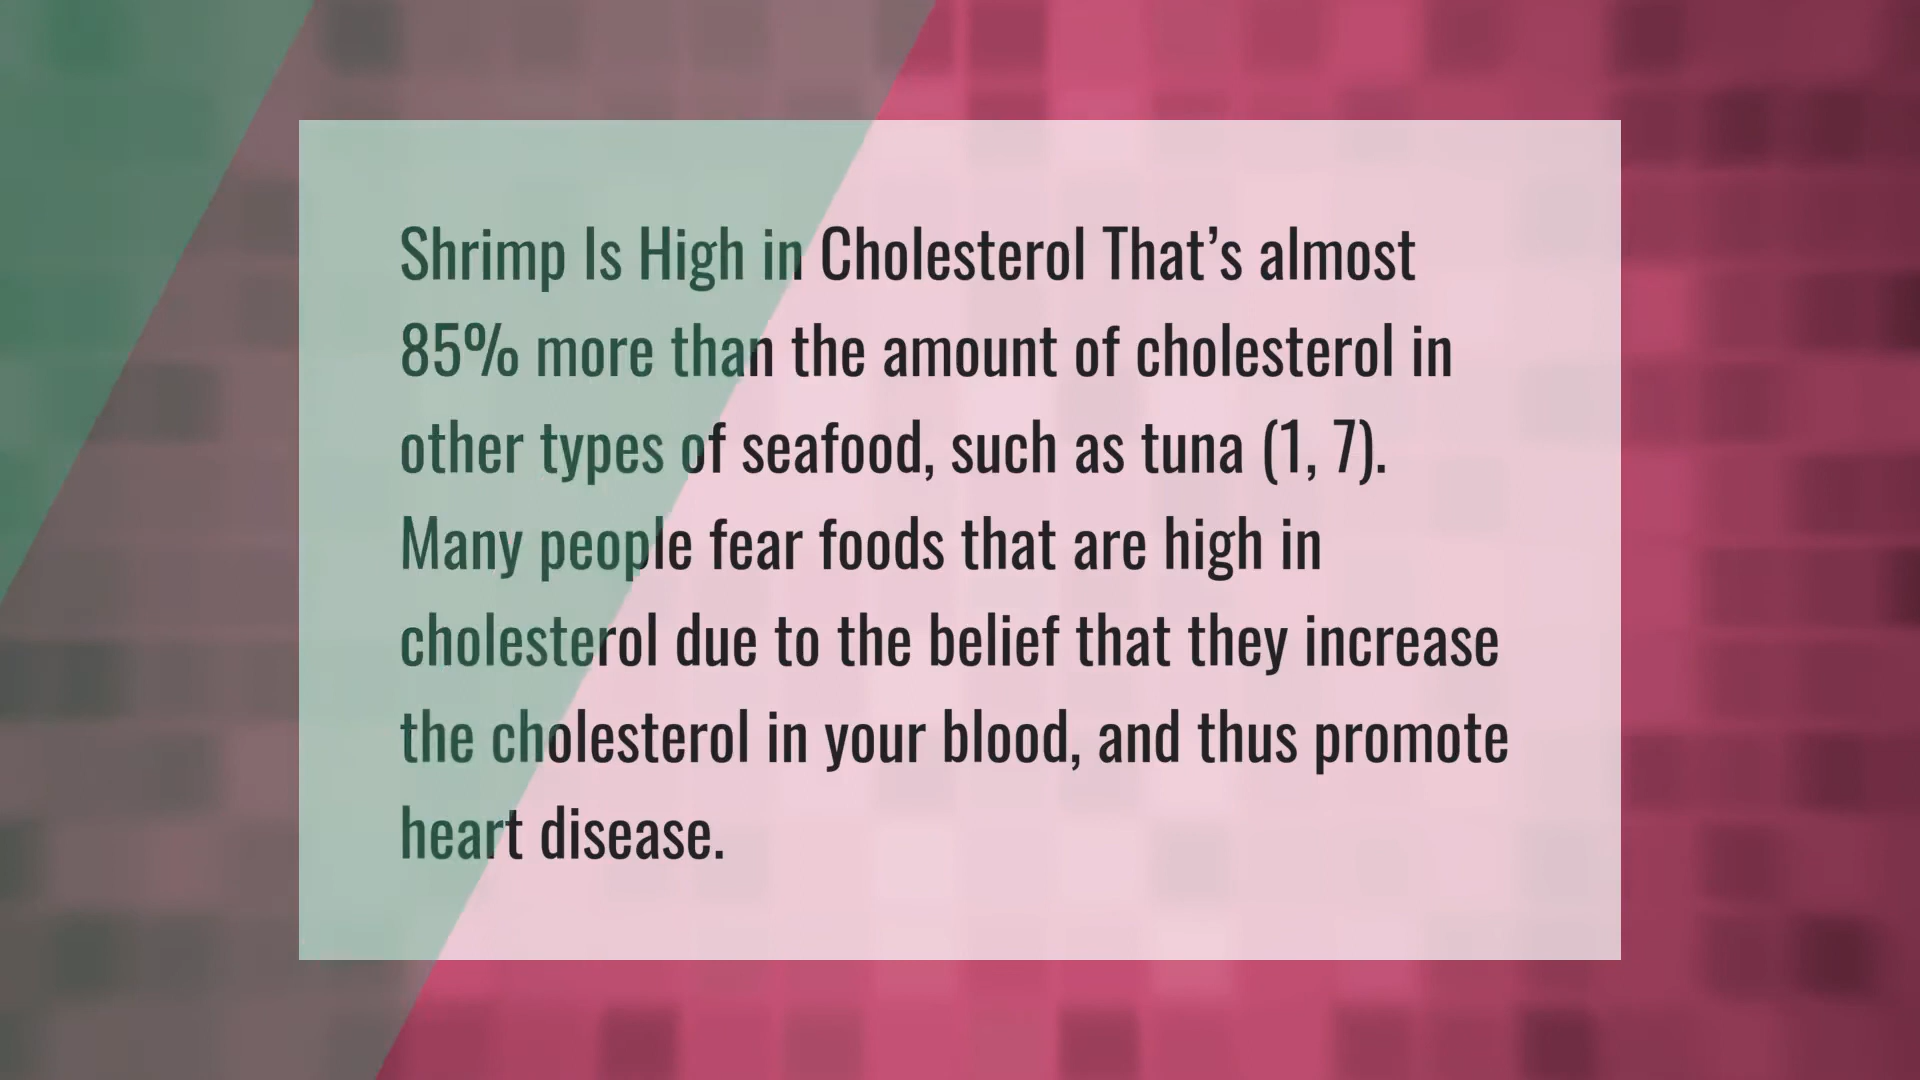 Shrimp Is High in Cholesterol That’s almost
85% more than the amount of cholesterol in
other types of seafood, such as tuna (1, 7).
Many people fear foods that are high in
cholesterol due to the belief that they increase
the cholesterol in your blood, and thus promote
heart disease.